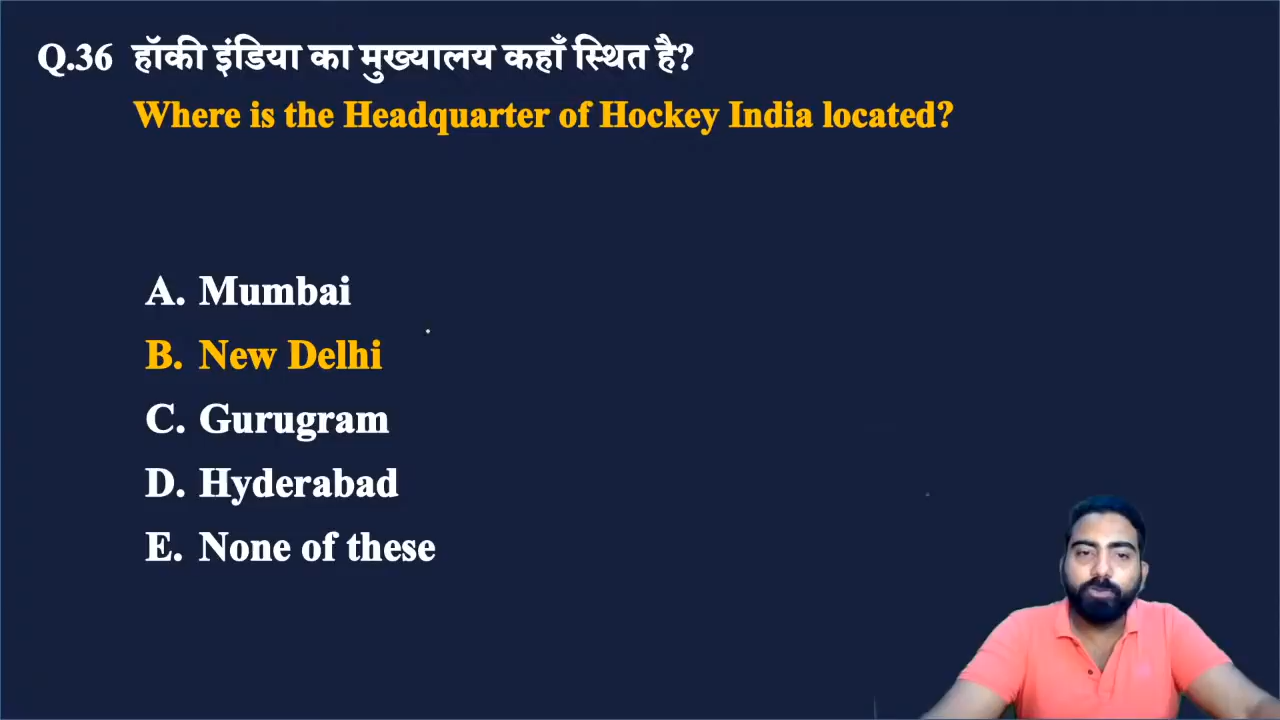 Q.36 हॉकी इंडिया का मुख्यालय कहाँ स्थित है?
Where is the Headquarter of Hockey India located?
A. Mumbai
B. New Delhi
C. Gurugram
D. Hyderabad
E. None of these